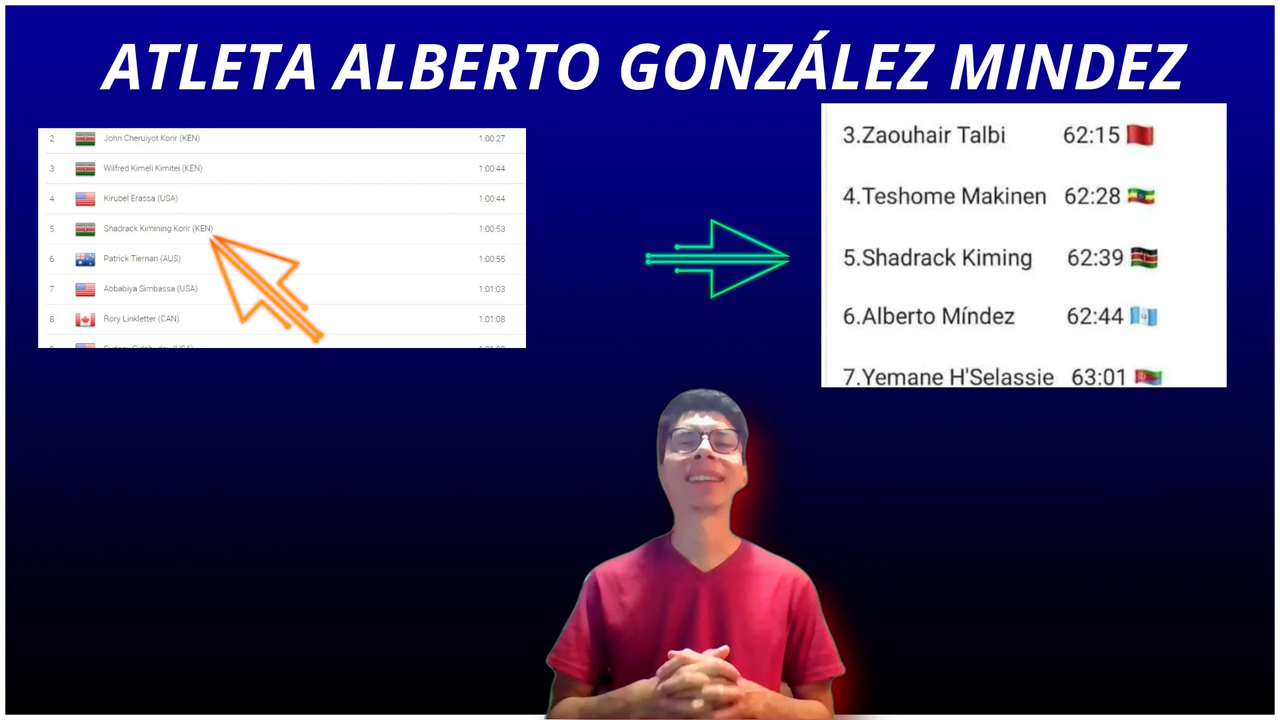 ATLETA ALBERTO GONZÁLEZ MINDEZ
2 John Cheruiyot Korir (KEN) 1:00:27
3 Wilfred Kimeli Kimitei (KEN) 1:00:44
4 Kirubel Erassa (USA) 1:00:44
5 Shadrack Kimining Korir (KEN) 1:00:53
6 Patrick Tiernan (AUS) 1:00:55
7 Abbabiya Simbassa (USA) 1:01:03
8 Rory Linkletter (CAN) 1:01:08
3.Zaouhair Talbi 62:15
4.Teshome Makinen 62:28
5.Shadrack Kiming 62:39
6.Alberto Míndez 62:44
7.Yemane H'Selassie 63:01